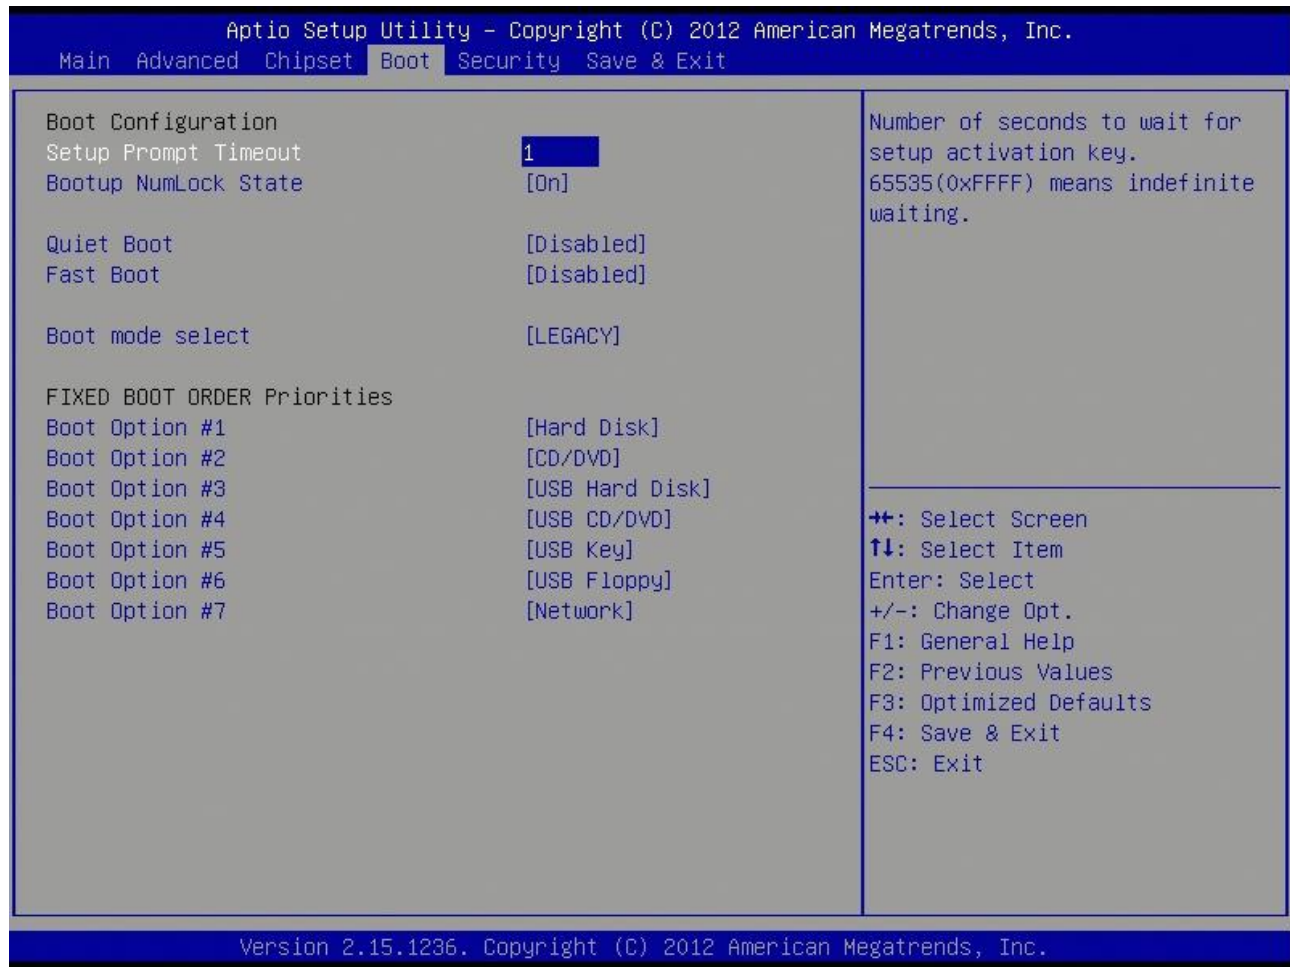 Aptio Setup Utility – Copyright (C) 2012 American Megatrends, Inc.
Main Advanced Chipset Boot Security Save & Exit
Boot Configuration
Setup Prompt Timeout 1
Bootup NumLock State [On]
Quiet Boot [Disabled]
Fast Boot [Disabled]
Boot mode select [LEGACY]
FIXED BOOT ORDER Priorities
Boot Option #1 [Hard Disk]
Boot Option #2 [CD/DVD]
Boot Option #3 [USB Hard Disk]
Boot Option #4 [USB CD/DVD]
Boot Option #5 [USB Key]
Boot Option #6 [USB Floppy]
Boot Option #7 [Network]
Number of seconds to wait for
setup activation key.
65535(0xFFFF) means indefinite
waiting.
→←: Select Screen
↑↓: Select Item
Enter: Select
+/-: Change Opt.
F1: General Help
F2: Previous Values
F3: Optimized Defaults
F4: Save & Exit
ESC: Exit
Version 2.15.1236. Copyright (C) 2012 American Megatrends, Inc.